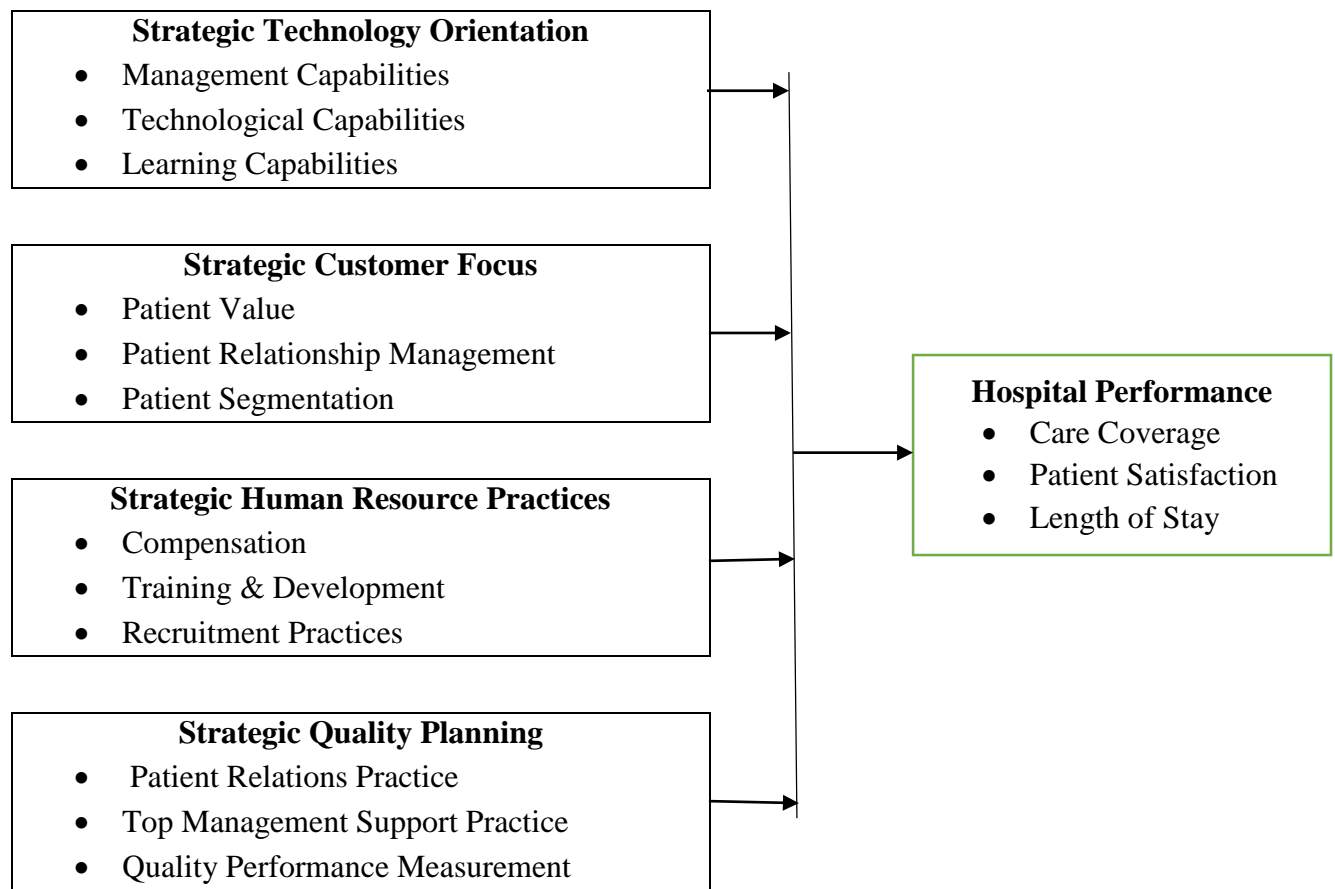 Strategic Technology Orientation
• Management Capabilities
• Technological Capabilities
• Learning Capabilities
Strategic Customer Focus
• Patient Value
• Patient Relationship Management
• Patient Segmentation
Strategic Human Resource Practices
• Compensation
• Training & Development
• Recruitment Practices
Strategic Quality Planning
• Patient Relations Practice
• Top Management Support Practice
• Quality Performance Measurement
Hospital Performance
• Care Coverage
• Patient Satisfaction
• Length of Stay